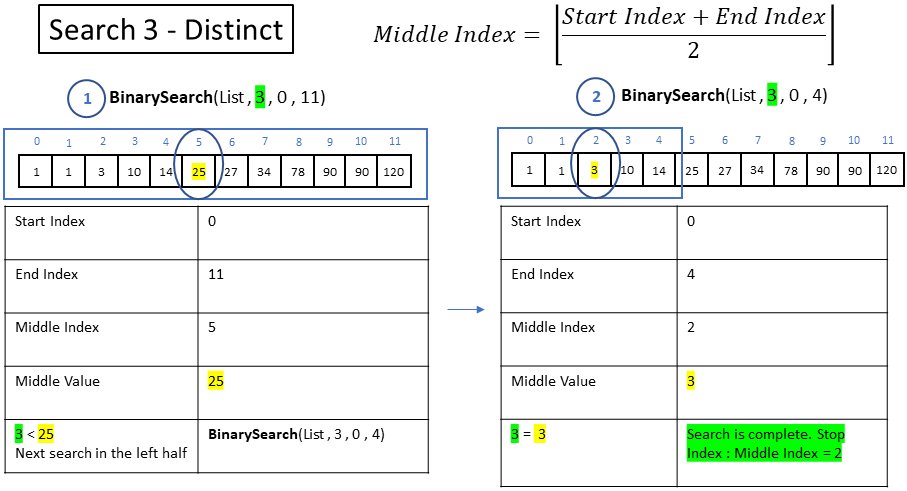 Search 3 - Distinct
Middle Index = ⌊(Start Index + End Index)/2⌋
1 BinarySearch(List , 3 , 0 , 11)
0 1 2 3 4 5 6 7 8 9 10 11
1 1 3 10 14 25 27 34 78 90 90 120
Start Index 0
End Index 11
Middle Index 5
Middle Value 25
3 < 25 BinarySearch(List , 3 , 0 , 4)
Next search in the left half
2 BinarySearch(List , 3 , 0 , 4)
0 1 2 3 4 5 6 7 8 9 10 11
1 1 3 10 14 25 27 34 78 90 90 120
Start Index 0
End Index 4
Middle Index 2
Middle Value 3
3 = 3 Search is complete. Stop
Index : Middle Index = 2